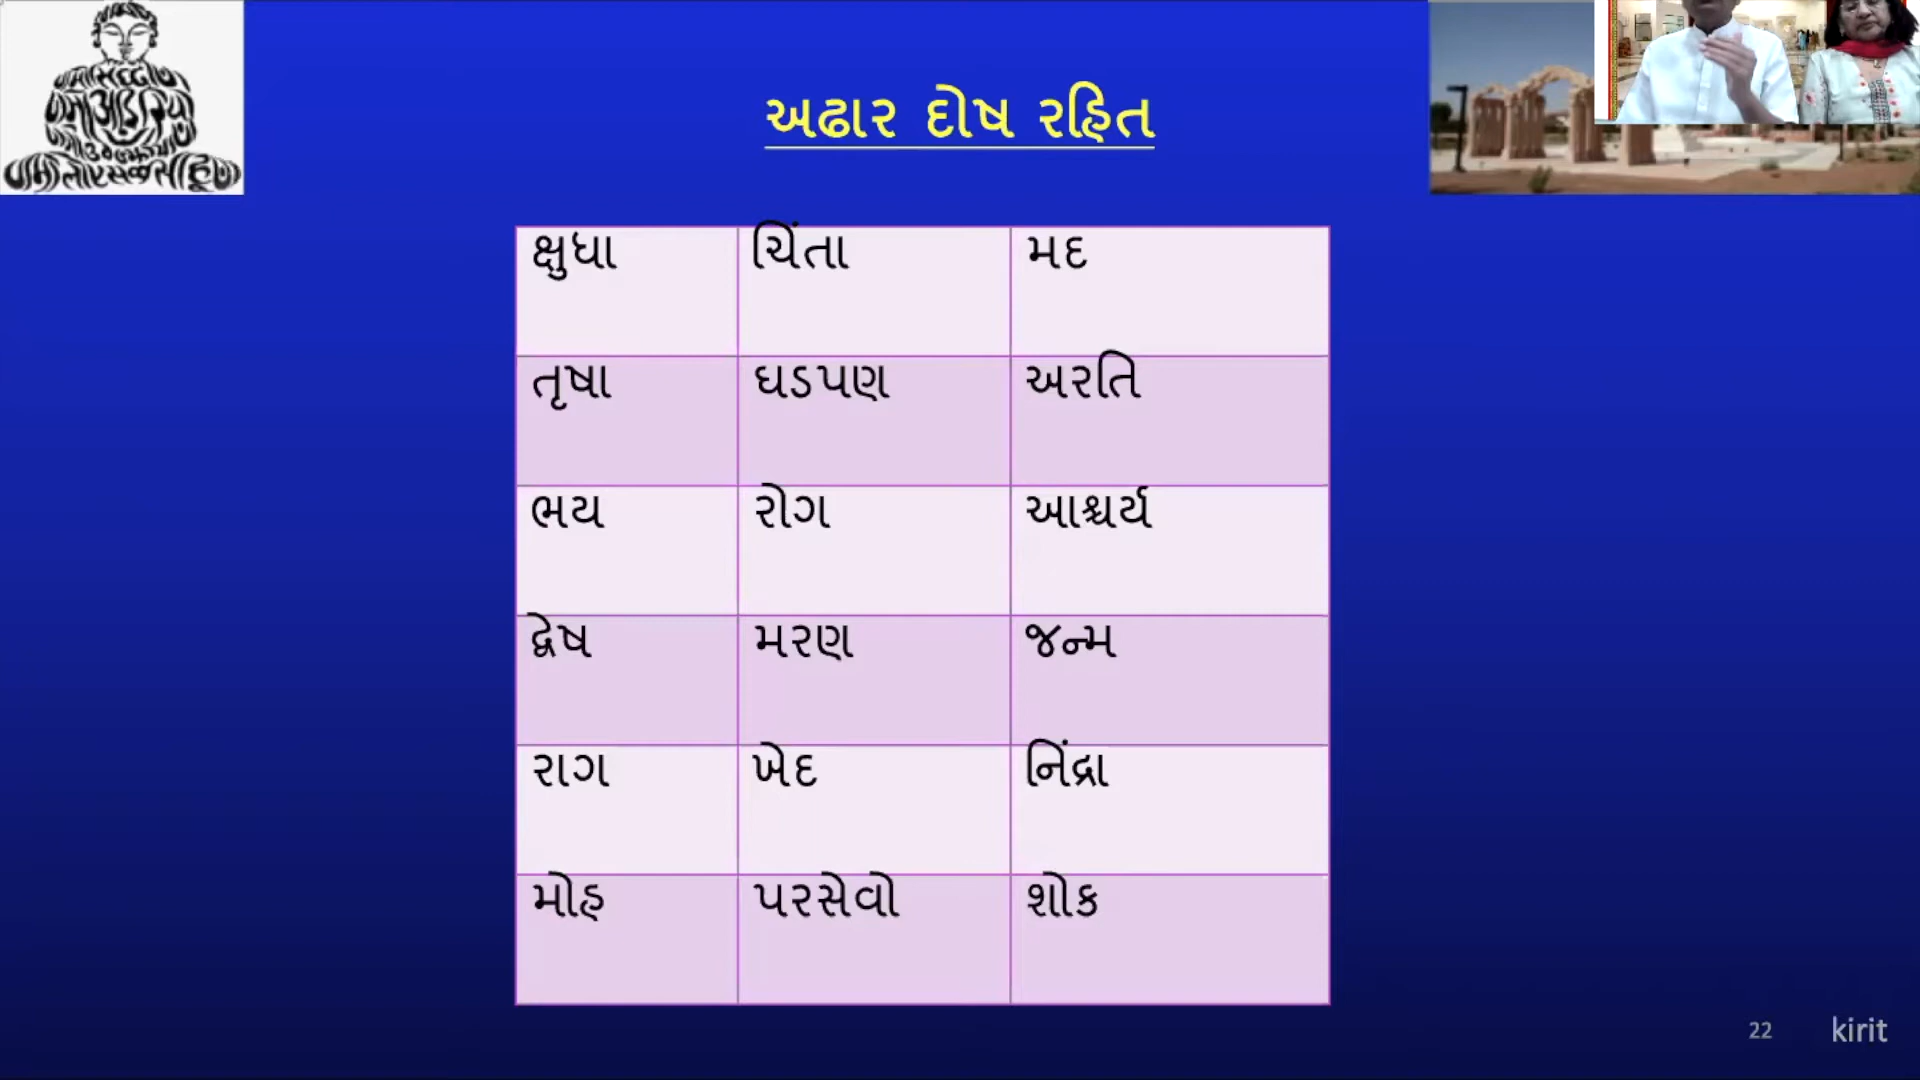 અઢાર દોષ રહિત
ક્ષુધા ચિંતા મદ
તૃષા ઘડપણ અરતિ
ભય રોગ આશ્ચર્ય
દ્વેષ મરણ જન્મ
રાગ ખેદ નિંદ્રા
મોહ પરસેવો શોક
22 kirit